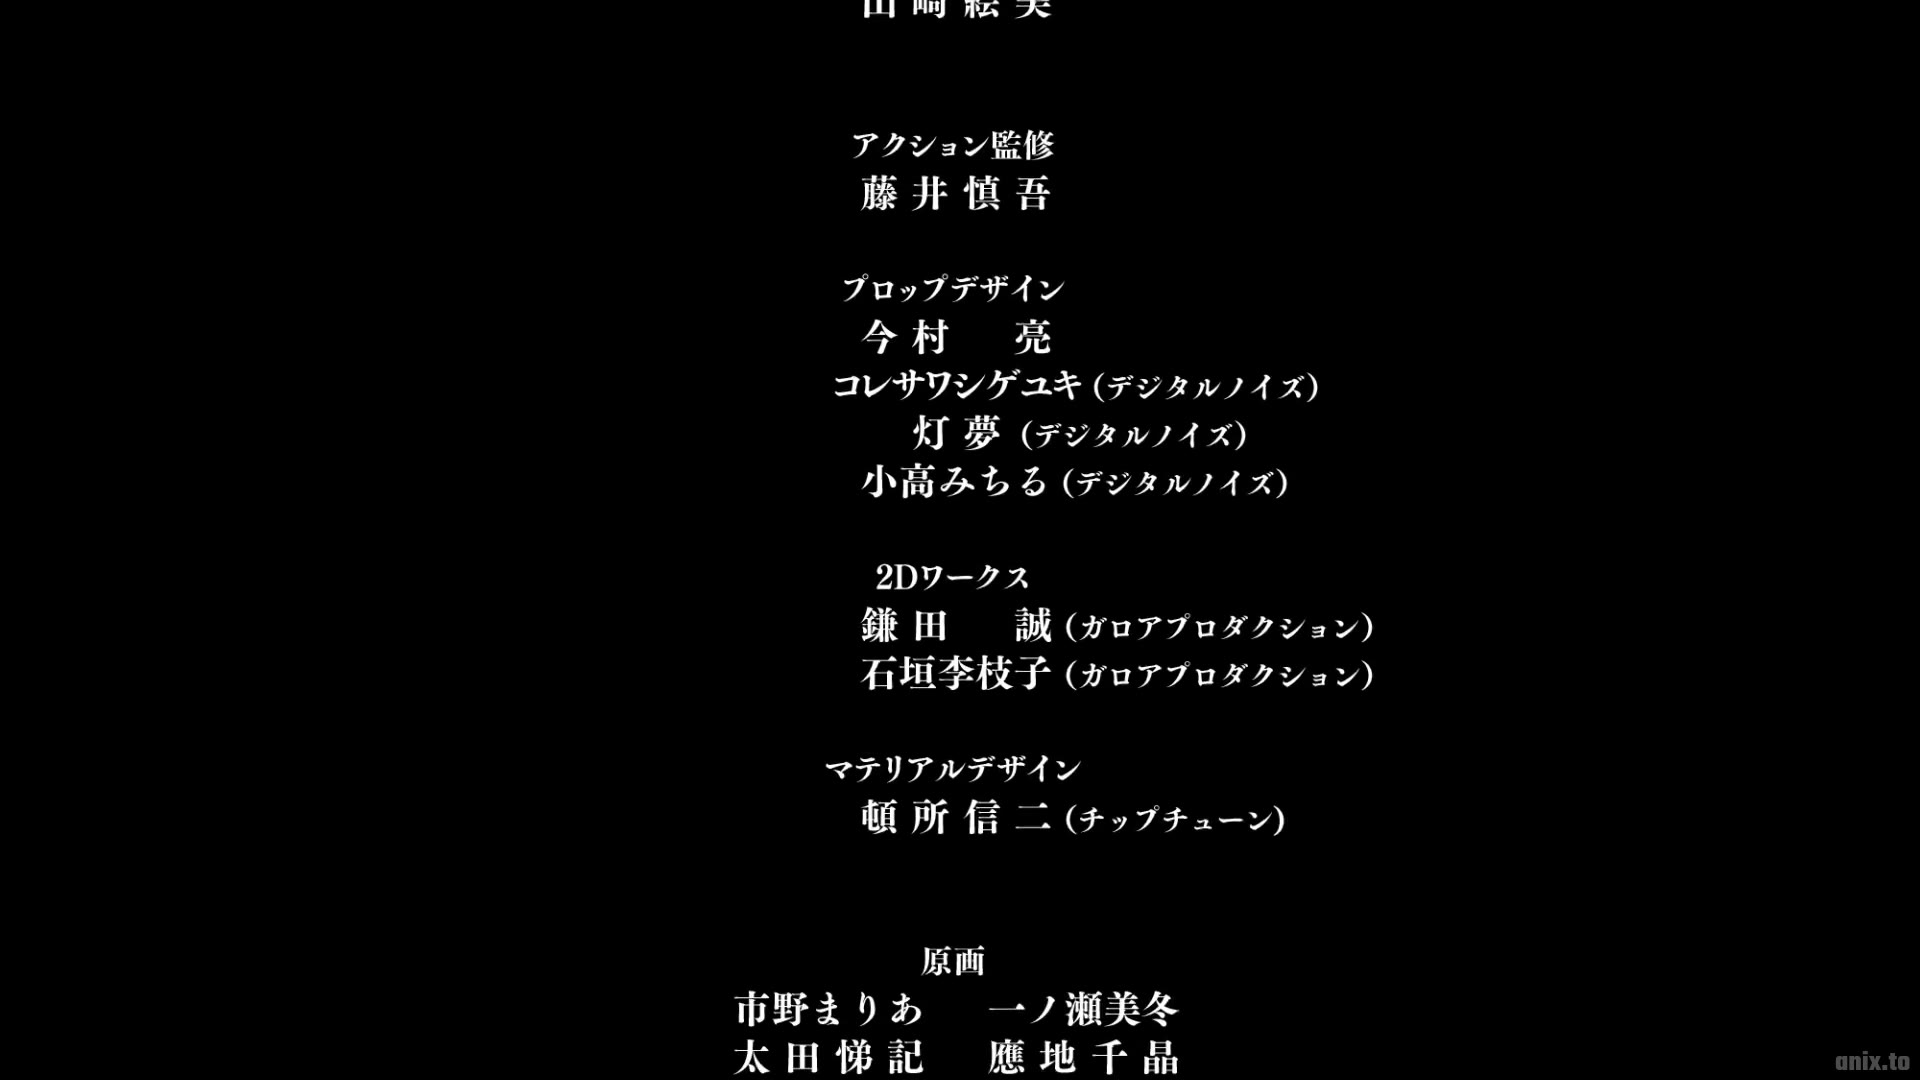 山崎絵美
アクション監修
藤井慎吾
プロップデザイン
今村　亮
コレサワシゲユキ（デジタルノイズ）
灯夢（デジタルノイズ）
小高みちる（デジタルノイズ）
2Dワークス
鎌田　誠（ガロアプロダクション）
石垣李枝子（ガロアプロダクション）
マテリアルデザイン
頓所信二（チップチューン）
原画
市野まりあ　一ノ瀬美冬
太田悌記　應地千晶
anix.to